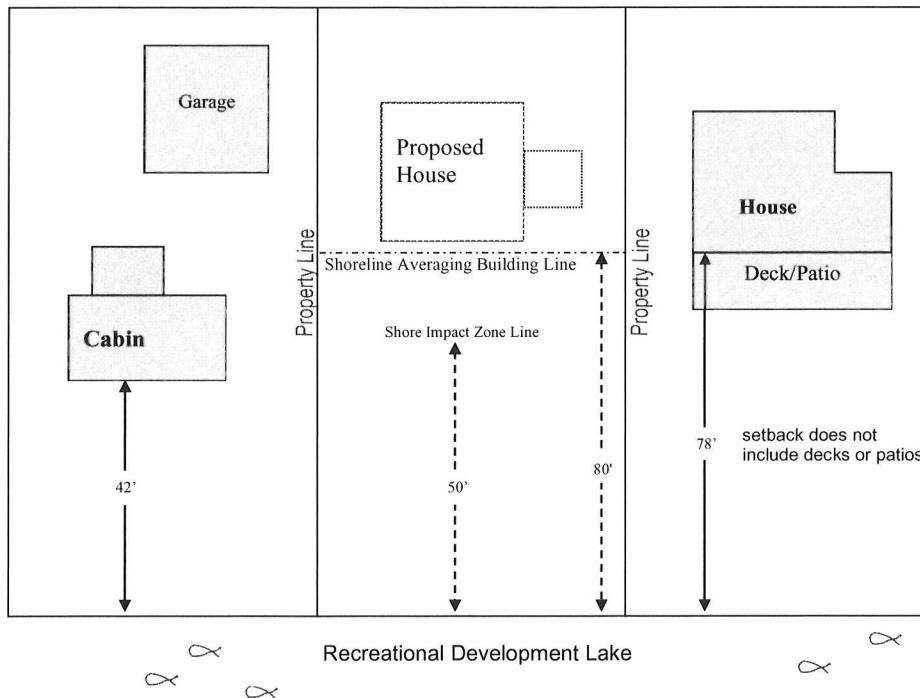 Garage
Proposed
House
House
Property Line
Property Line
Shoreline Averaging Building Line
Deck/Patio
Cabin
Shore Impact Zone Line
setback does not
include decks or patios
78’
80'
42’
50’
Recreational Development Lake